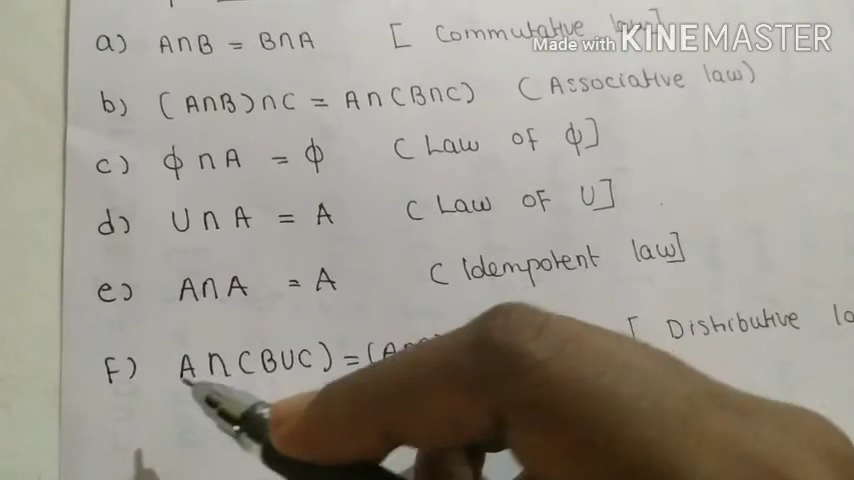 a) A∩B = B∩A [ Commutative law]
Made with KINEMASTER
b) (A∩B)∩C = A∩(B∩C) ( Associative law)
c) ϕ ∩ A = ϕ ( Law of ϕ]
d) U ∩ A = A ( Law of U]
e) A∩A = A ( Idempotent law]
F) A∩(BUC) = (A [ Distributive